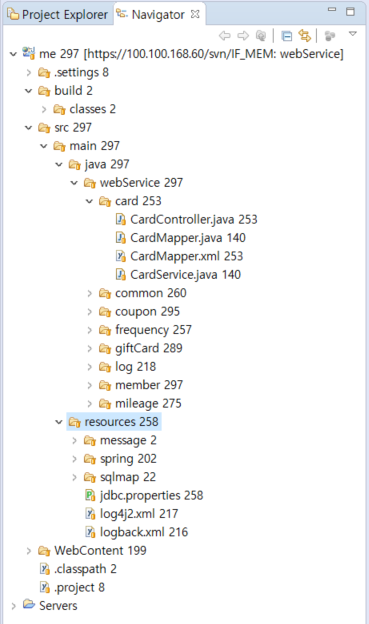 Project Explorer Navigator
me 297 [https://100.100.168.60/svn/IF_MEM: webService]
.settings 8
build 2
classes 2
src 297
main 297
java 297
webService 297
card 253
CardController.java 253
CardMapper.java 140
CardMapper.xml 253
CardService.java 140
common 260
coupon 295
frequency 257
giftCard 289
log 218
member 297
mileage 275
resources 258
message 2
spring 202
sqlmap 22
jdbc.properties 258
log4j2.xml 217
logback.xml 216
WebContent 199
.classpath 2
.project 8
Servers